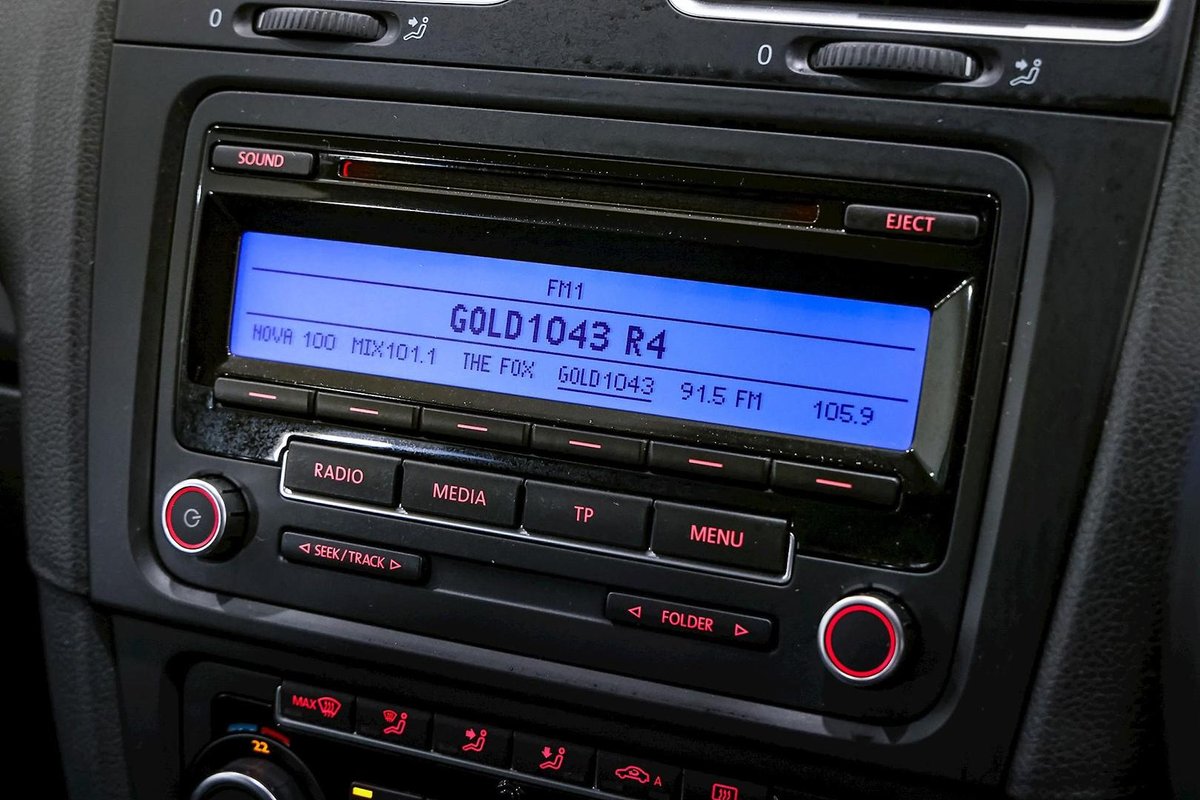 0
0
SOUND
EJECT
FM1
GOLD1043 R4
NOVA 100 MIX101.1 THE FOX GOLD1043 91.5 FM 105.9
RADIO MEDIA TP MENU
SEEK/TRACK
FOLDER
MAX
A
22